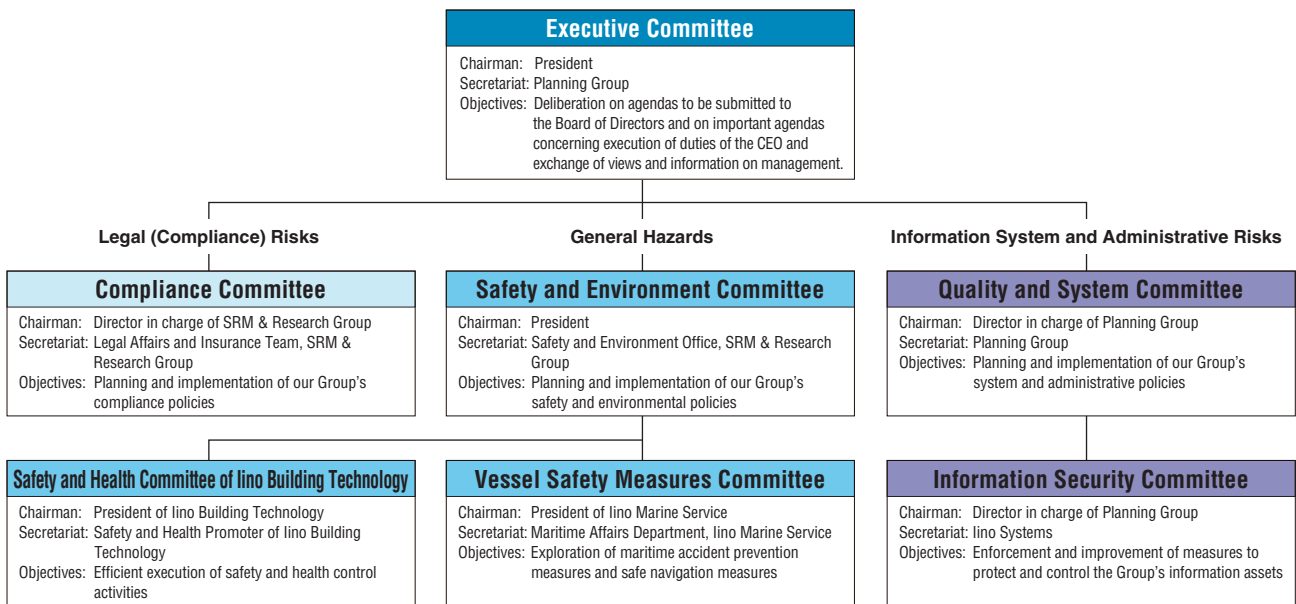 Executive Committee
Chairman: President
Secretariat: Planning Group
Objectives: Deliberation on agendas to be submitted to
the Board of Directors and on important agendas
concerning execution of duties of the CEO and
exchange of views and information on management.
Legal (Compliance) Risks
General Hazards
Information System and Administrative Risks
Compliance Committee
Chairman: Director in charge of SRM & Research Group
Secretariat: Legal Affairs and Insurance Team, SRM &
Research Group
Objectives: Planning and implementation of our Group's
compliance policies
Safety and Environment Committee
Chairman: President
Secretariat: Safety and Environment Office, SRM & Research
Group
Objectives: Planning and implementation of our Group's
safety and environmental policies
Quality and System Committee
Chairman: Director in charge of Planning Group
Secretariat: Planning Group
Objectives: Planning and implementation of our Group's
system and administrative policies
Safety and Health Committee of Iino Building Technology
Chairman: President of Iino Building Technology
Secretariat: Safety and Health Promoter of Iino Building
Technology
Objectives: Efficient execution of safety and health control
activities
Vessel Safety Measures Committee
Chairman: President of Iino Marine Service
Secretariat: Maritime Affairs Department, Iino Marine Service
Objectives: Exploration of maritime accident prevention
measures and safe navigation measures
Information Security Committee
Chairman: Director in charge of Planning Group
Secretariat: Iino Systems
Objectives: Enforcement and improvement of measures to
protect and control the Group's information assets